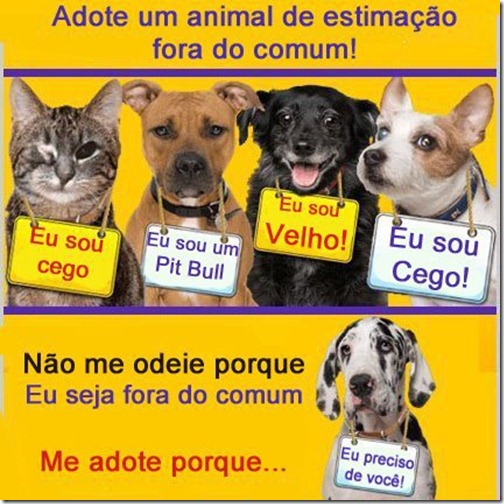 Adote um animal de estimação
fora do comum!
Eu sou
cego
Eu sou um
Pit Bull
Eu sou
Velho!
Eu sou
Cego!
Não me odeie porque
Eu seja fora do comum
Me adote porque...
Eu preciso
de você!